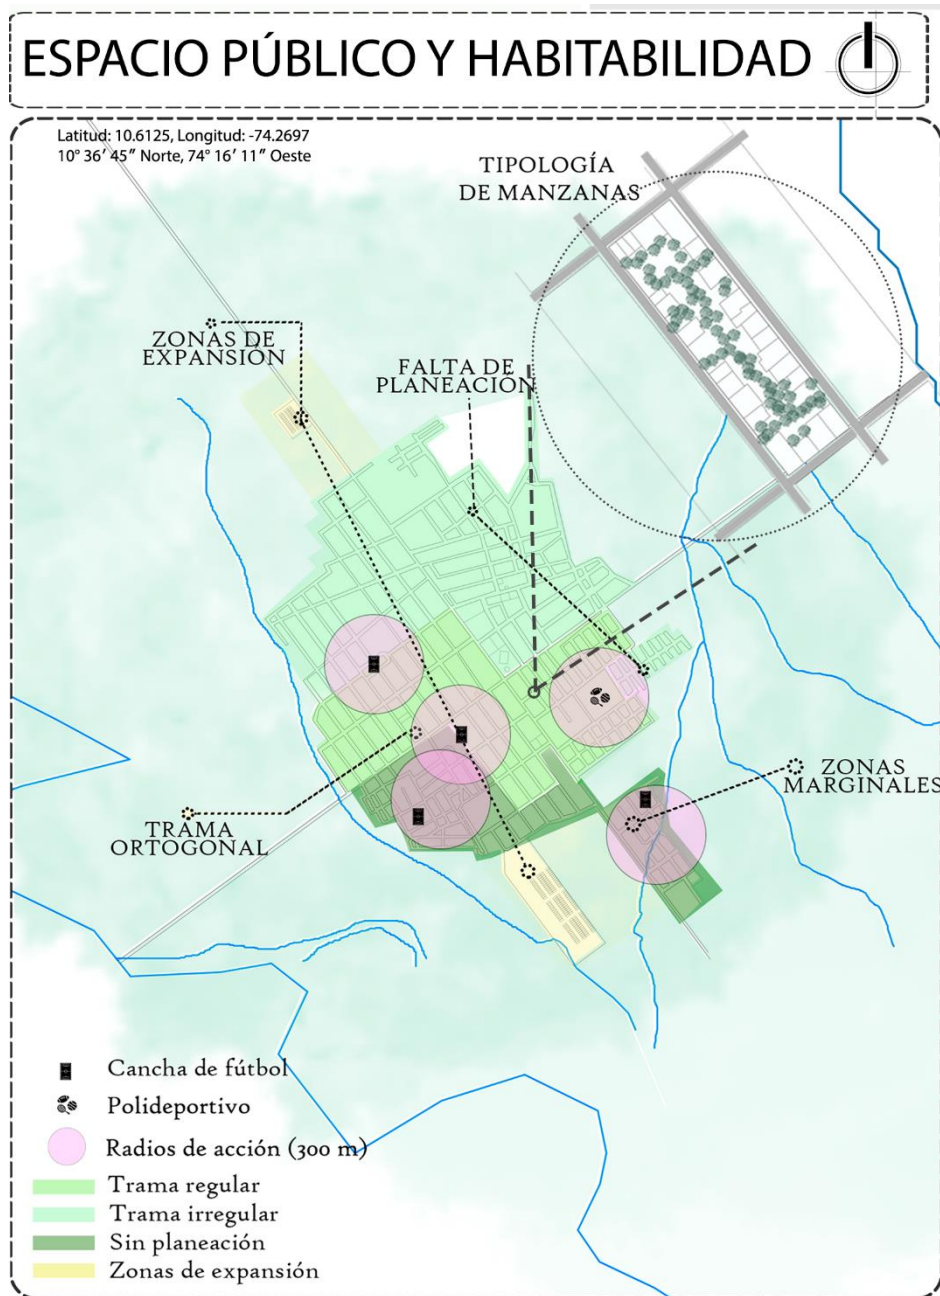 ESPACIO PÚBLICO Y HABITABILIDAD
Latitud: 10.6125, Longitud: -74.2697
10° 36' 45" Norte, 74° 16' 11" Oeste
TIPOLOGÍA
DE MANZANAS
ZONAS DE
EXPANSIÓN
FALTA DE
PLANEACIÓN
ZONAS
MARGINALES
TRAMA
ORTOGONAL
Cancha de fútbol
Polideportivo
Radios de acción (300 m)
Trama regular
Trama irregular
Sin planeación
Zonas de expansión